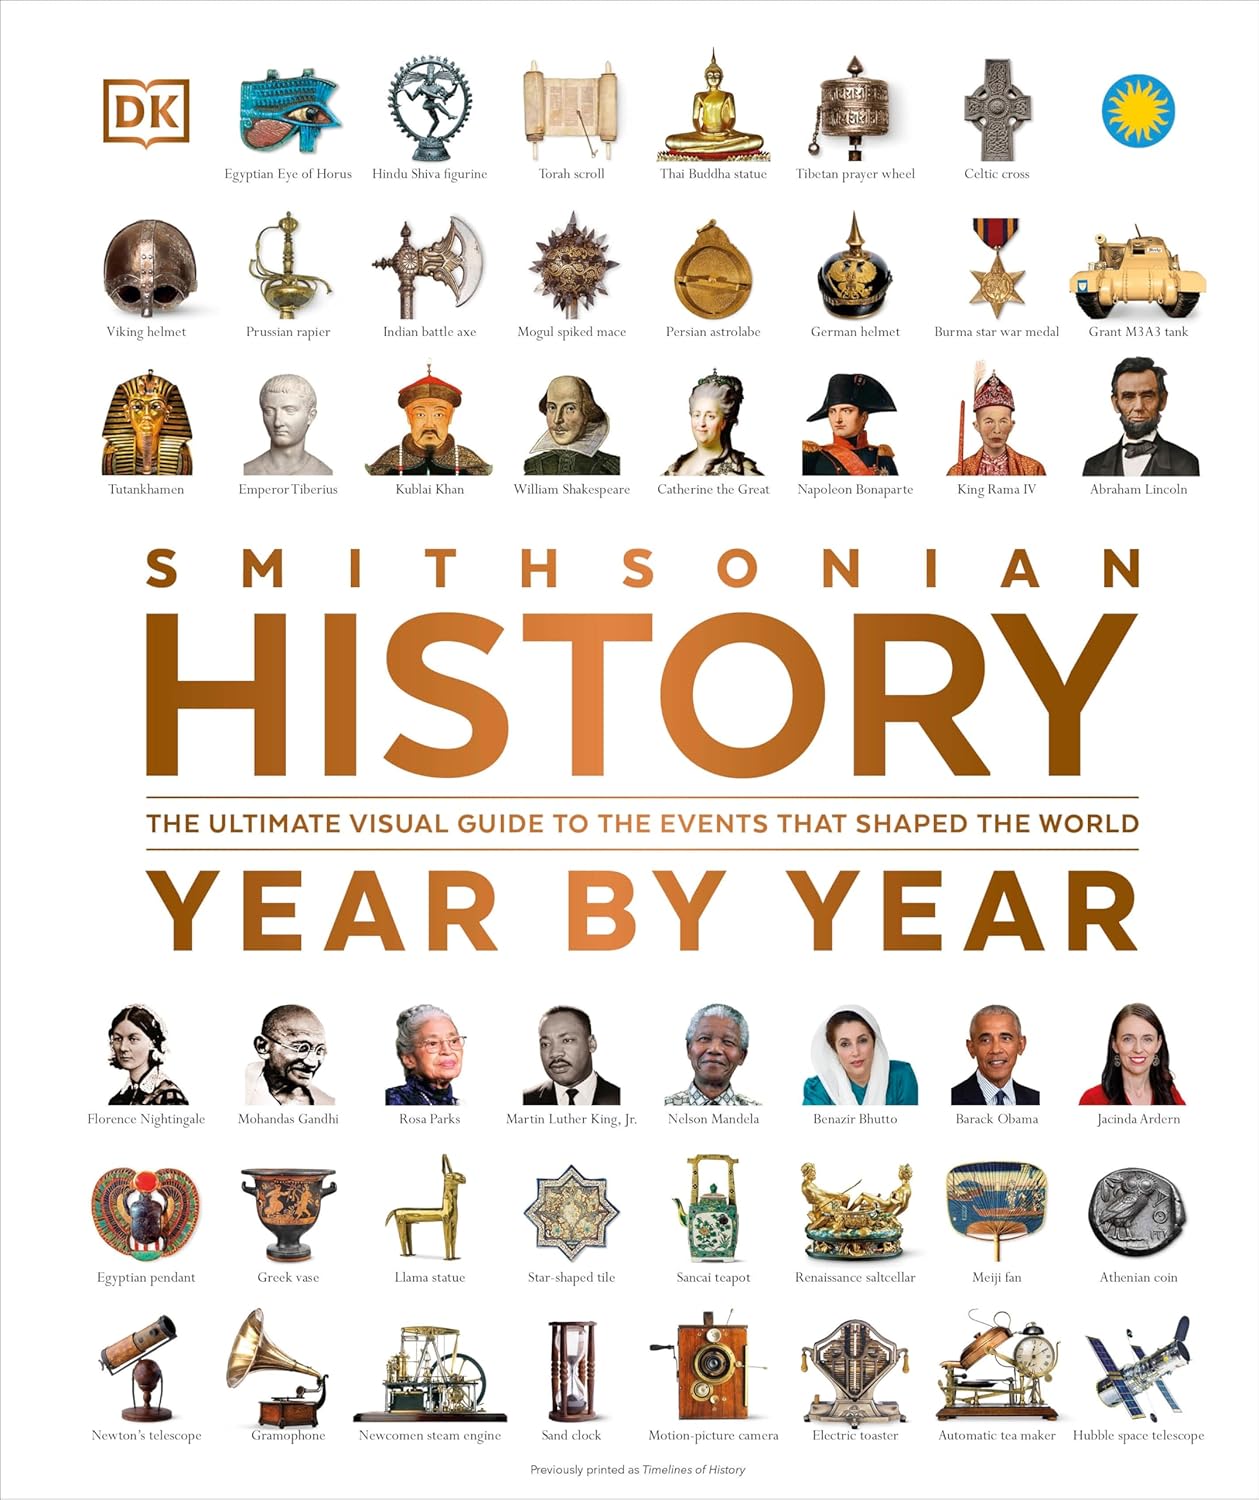 DK
Egyptian Eye of Horus
Hindu Shiva figurine
Torah scroll
Thai Buddha statue
Tibetan prayer wheel
Celtic cross
Viking helmet
Prussian rapier
Indian battle axe
Mogul spiked mace
Persian astrolabe
German helmet
Burma star war medal
Grant M3A3 tank
Tutankhamen
Emperor Tiberius
Kublai Khan
William Shakespeare
Catherine the Great
Napoleon Bonaparte
King Rama IV
Abraham Lincoln
SMITHSONIAN
HISTORY
THE ULTIMATE VISUAL GUIDE TO THE EVENTS THAT SHAPED THE WORLD
YEAR BY YEAR
Florence Nightingale
Mohandas Gandhi
Rosa Parks
Martin Luther King, Jr.
Nelson Mandela
Benazir Bhutto
Barack Obama
Jacinda Ardern
Egyptian pendant
Greek vase
Llama statue
Star-shaped tile
Sancai teapot
Renaissance saltcellar
Meiji fan
Athenian coin
Newton's telescope
Gramophone
Newcomen steam engine
Sand clock
Motion-picture camera
Electric toaster
Automatic tea maker
Hubble space telescope
Previously printed as Timelines of History